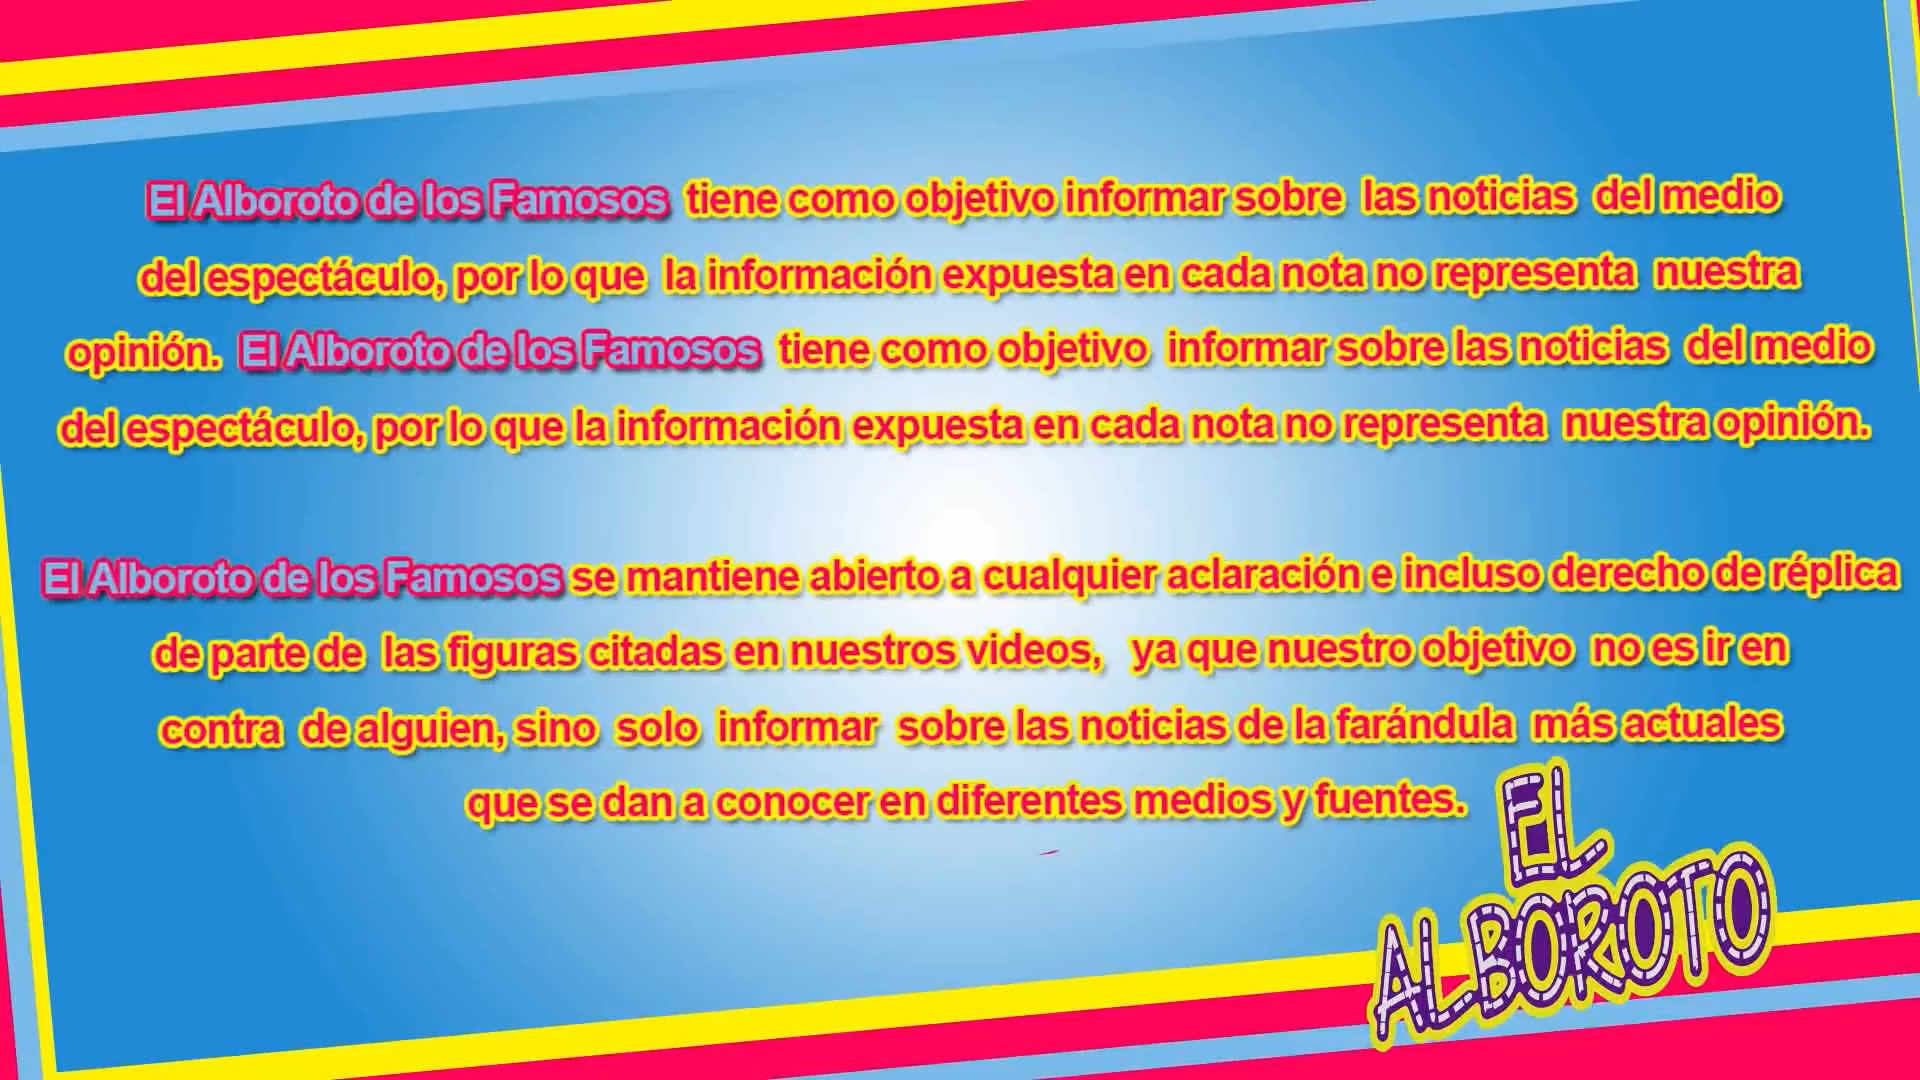 El Alboroto de los Famosos tiene como objetivo informar sobre las noticias del medio
del espectáculo, por lo que la información expuesta en cada nota no representa nuestra
opinión. El Alboroto de los Famosos tiene como objetivo informar sobre las noticias del medio
del espectáculo, por lo que la información expuesta en cada nota no representa nuestra opinión.
El Alboroto de los Famosos se mantiene abierto a cualquier aclaración e incluso derecho de réplica
de parte de las figuras citadas en nuestros videos, ya que nuestro objetivo no es ir en
contra de alguien, sino solo informar sobre las noticias de la farándula más actuales
que se dan a conocer en diferentes medios y fuentes.
EL
ALBOROTO